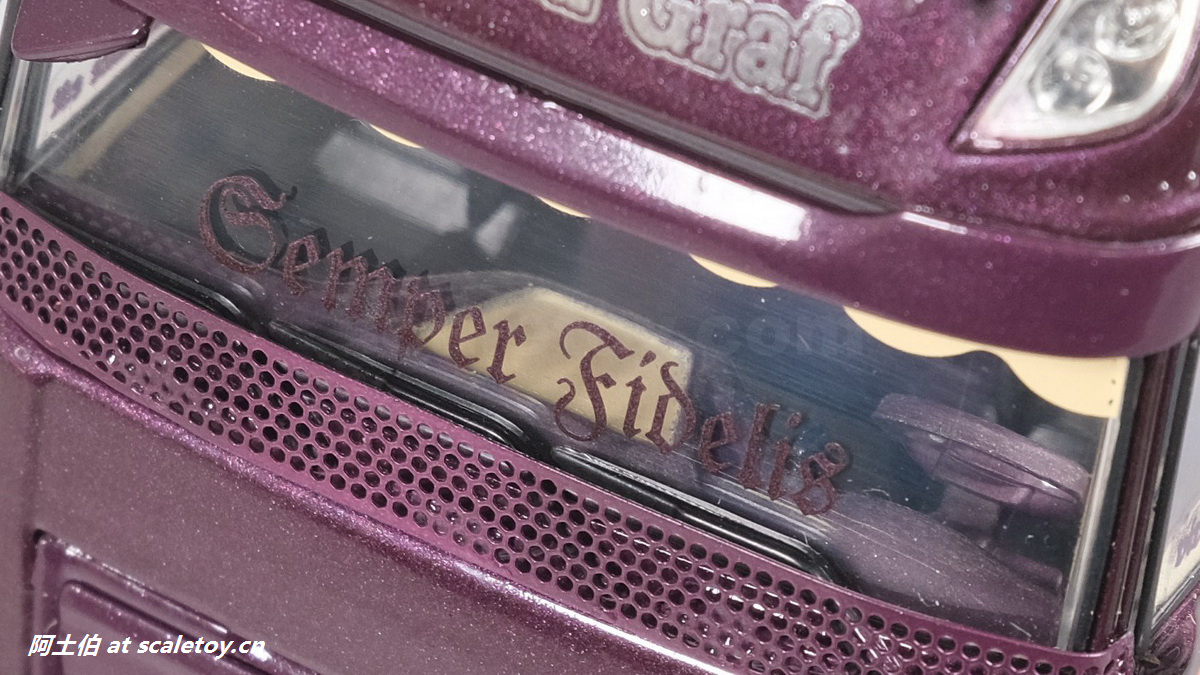 Graf
Semper Fidelis
阿土伯 at scaletoy.cn